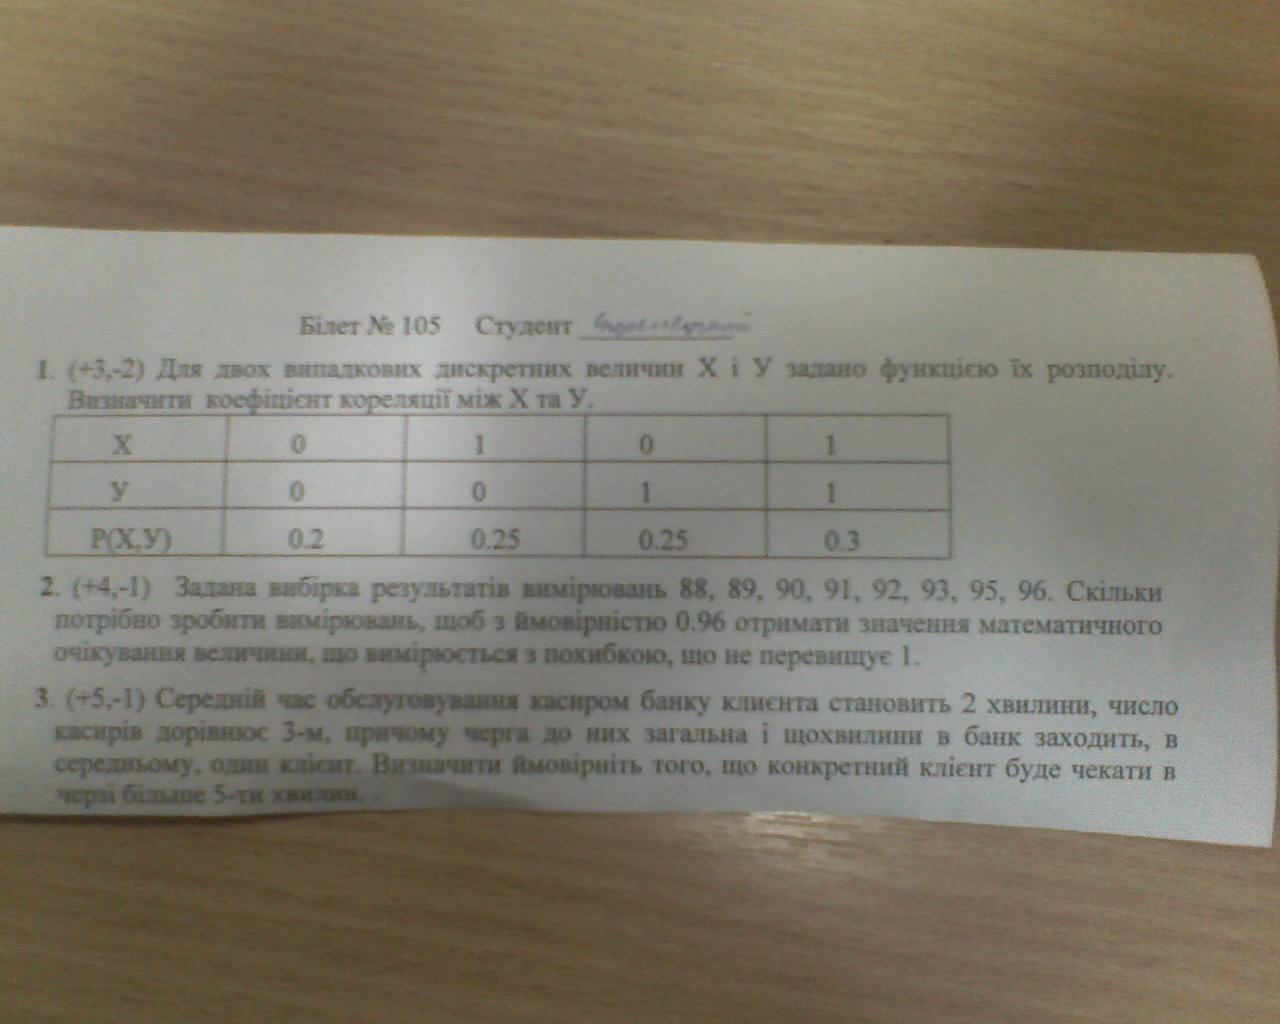 Білет № 105 Студент
1. (+3,-2) Для двох випадкових дискретних величин X і У задано функцією їх розподілу.
Визначити коефіцієнт кореляції між X та У.
X 0 1 0 1
У 0 0 1 1
P(X,У) 0.2 0.25 0.25 0.3
2. (+4,-1) Задана вибірка результатів вимірювань 88, 89, 90, 91, 92, 93, 95, 96. Скільки
потрібно зробити вимірювань, щоб з ймовірністю 0.96 отримати значення математичного
очікування величини, що вимірюється з похибкою, що не перевищує 1.
3. (+5,-1) Середній час обслуговування касиром банку клиєнта становить 2 хвилини, число
касирів дорівнює 3-м, причому черга до них загальна і щохвилини в банк заходить, в
середньому, один клієнт. Визначити ймовірніть того, що конкретний клієнт буде чекати в
черзі більше 5-ти хвилин.